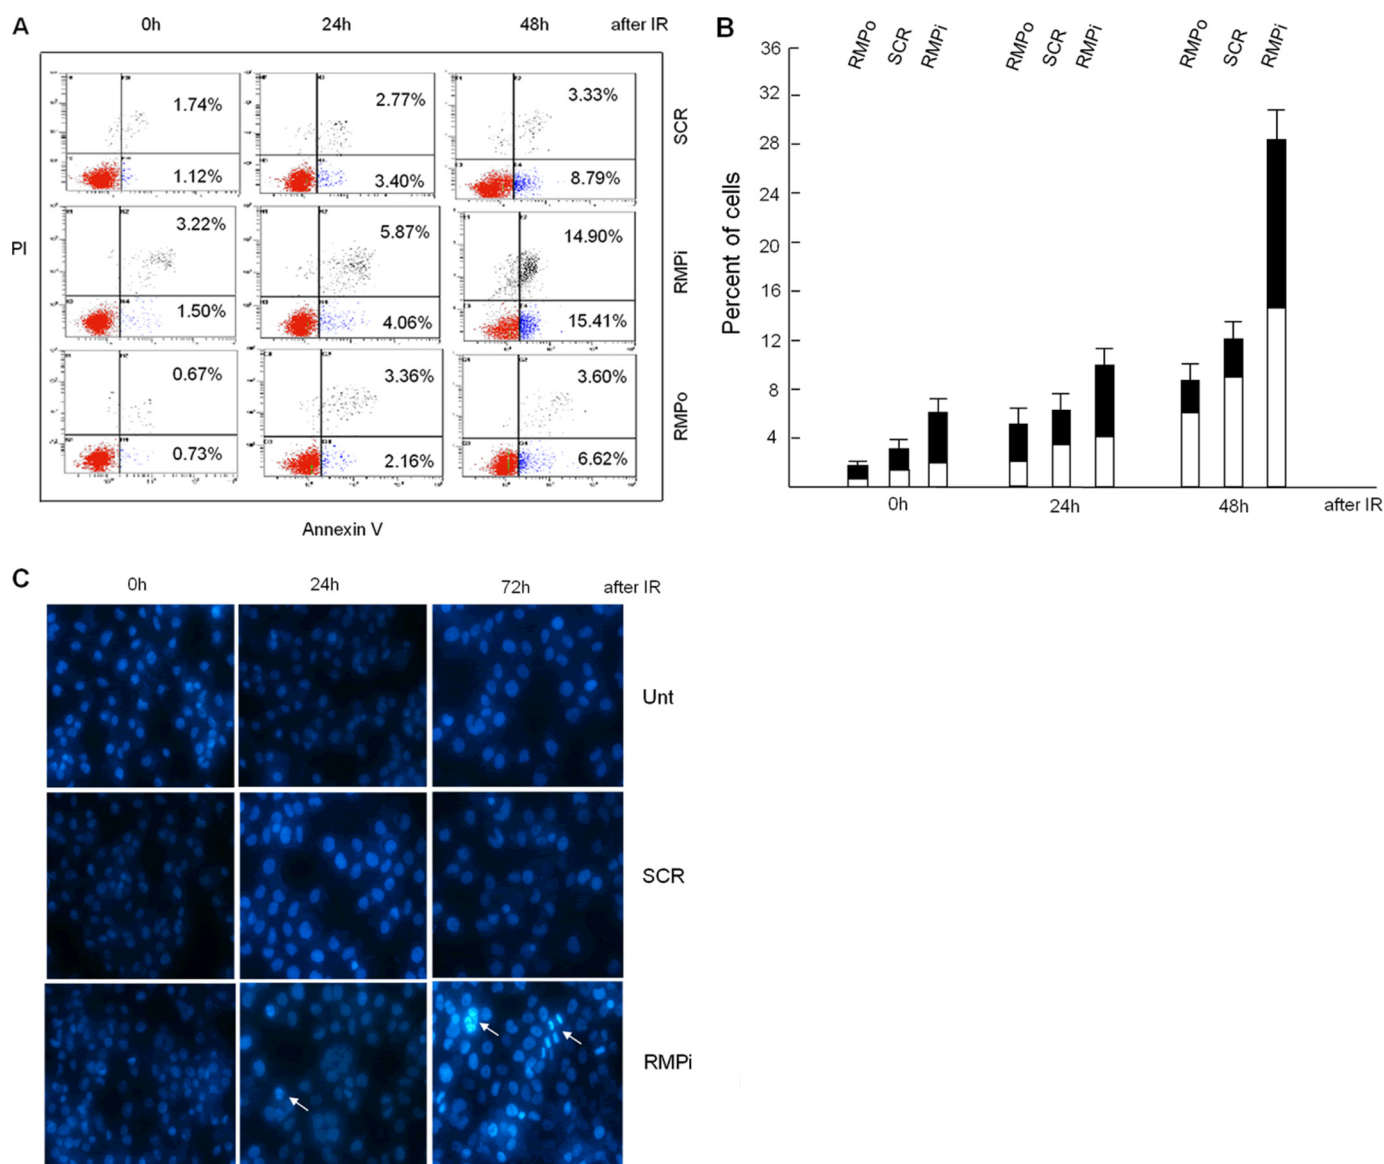 A 0h 24h 48h after IR
1.74% 2.77% 3.33%
SCR
1.12% 3.40% 8.79%
3.22% 5.87% 14.90%
PI
RMPi
1.50% 4.06% 15.41%
0.67% 3.36% 3.60%
RMPo
0.73% 2.16% 6.62%
Annexin V
B
RMPo SCR RMPi RMPo SCR RMPi RMPo SCR RMPi
36
32
28
24
20
16
12
8
4
Percent of cells
0h 24h 48h after IR
C 0h 24h 72h after IR
Unt
SCR
RMPi